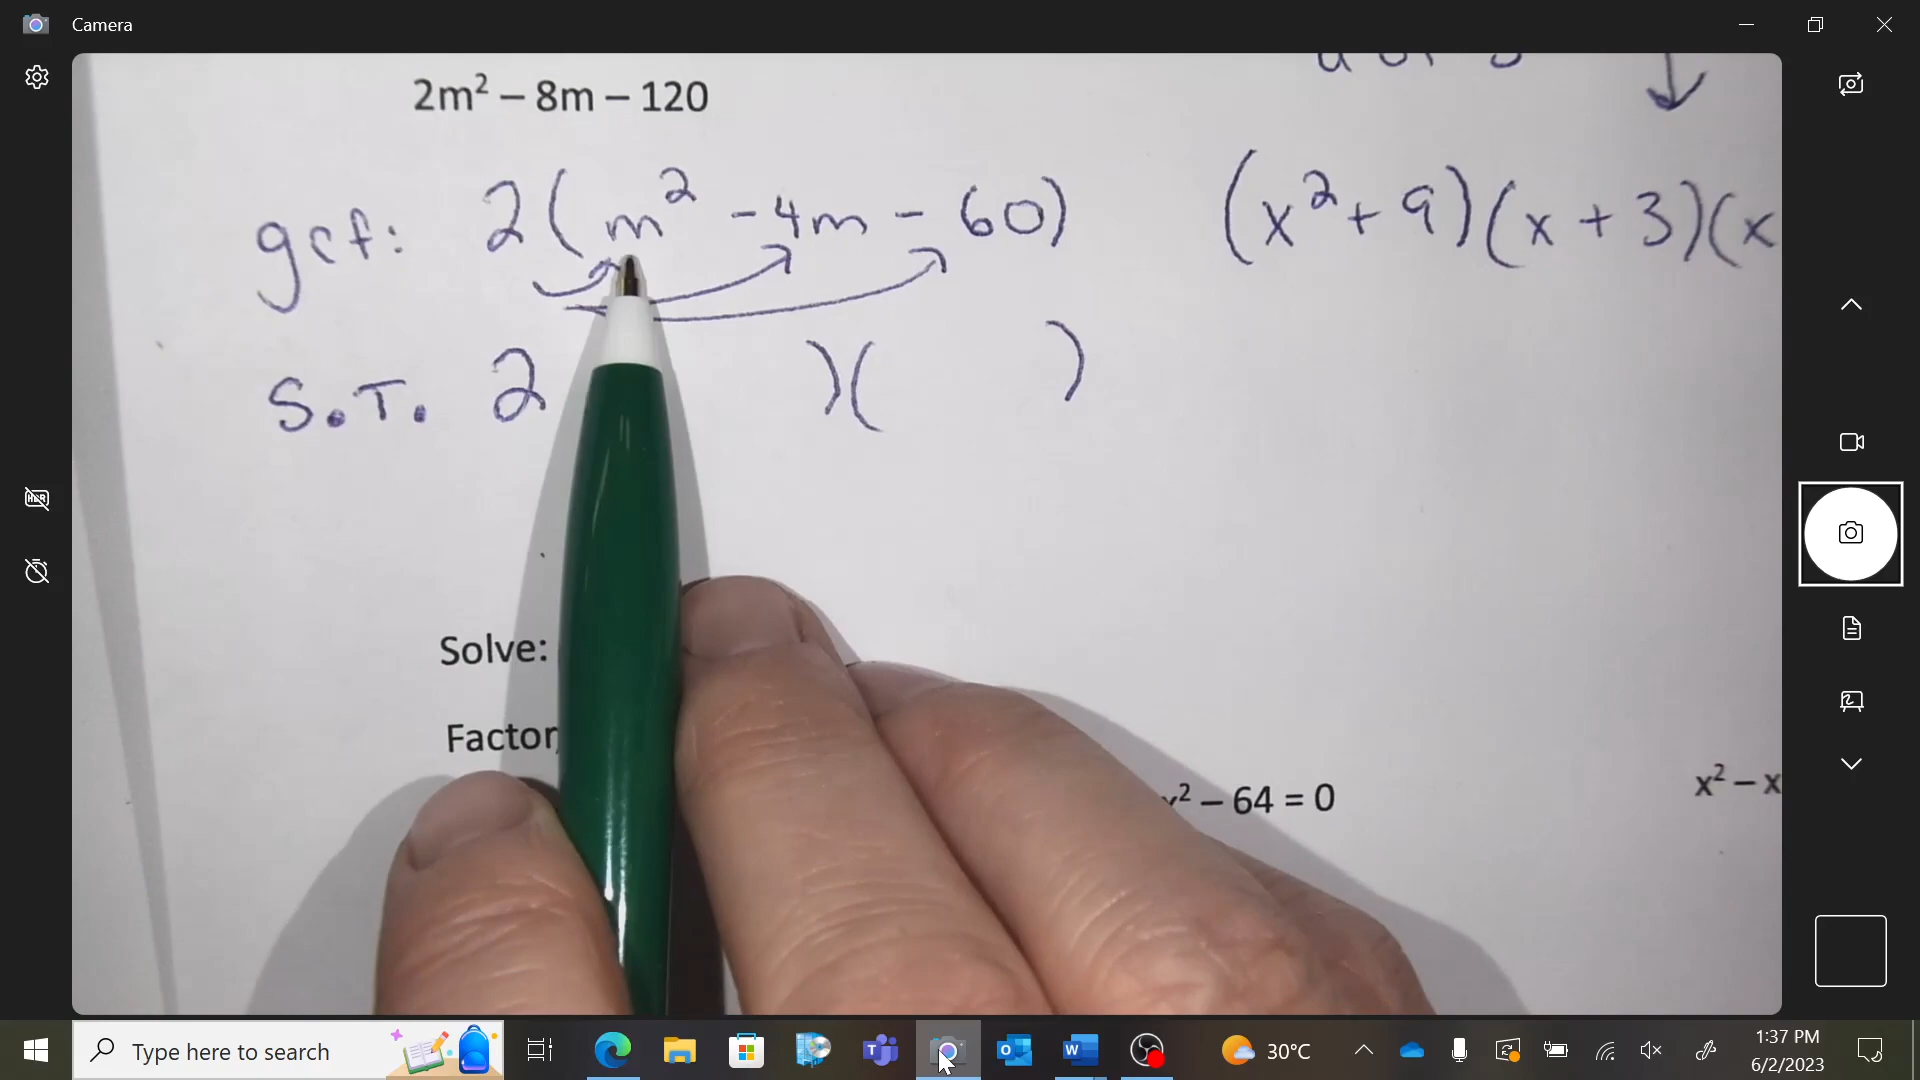 Camera
2m² – 8m – 120
gcf: 2(m² - 4m - 60)
(x² + 9)(x + 3)(x
S.T. 2 )( )
Solve:
Factor,
² – 64 = 0
x² – x
Type here to search
30°C
1:37 PM
6/2/2023